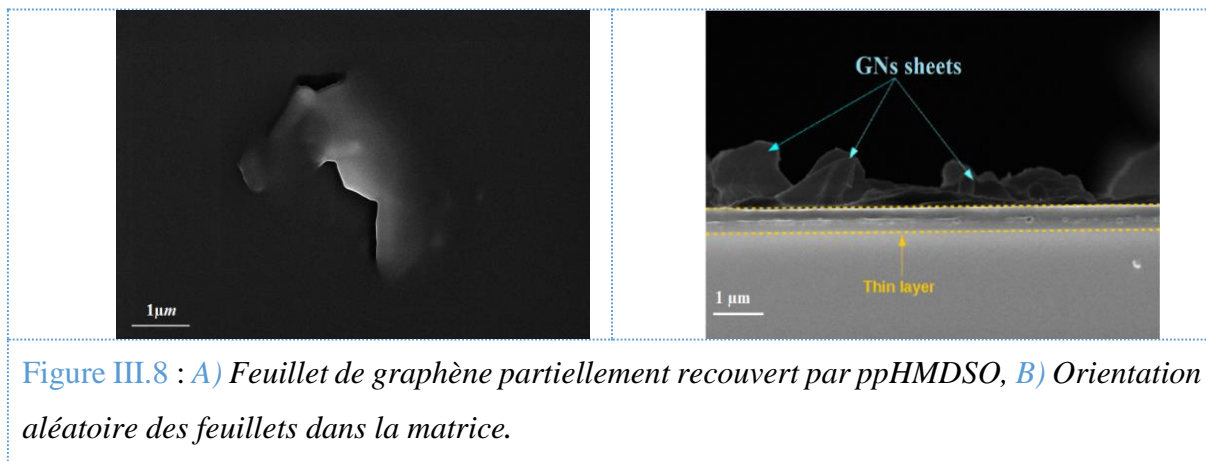 GNs sheets
Thin layer
1µm
1 µm
Figure III.8 : A) Feuillet de graphène partiellement recouvert par ppHMDSO, B) Orientation
aléatoire des feuillets dans la matrice.